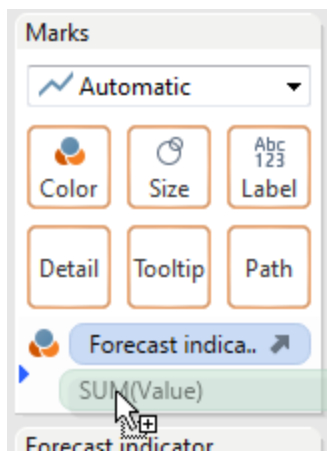 Marks
Automatic
Color Size Abc 123 Label
Detail Tooltip Path
Forecast indica..
SUM(Value)
Forecast indicator